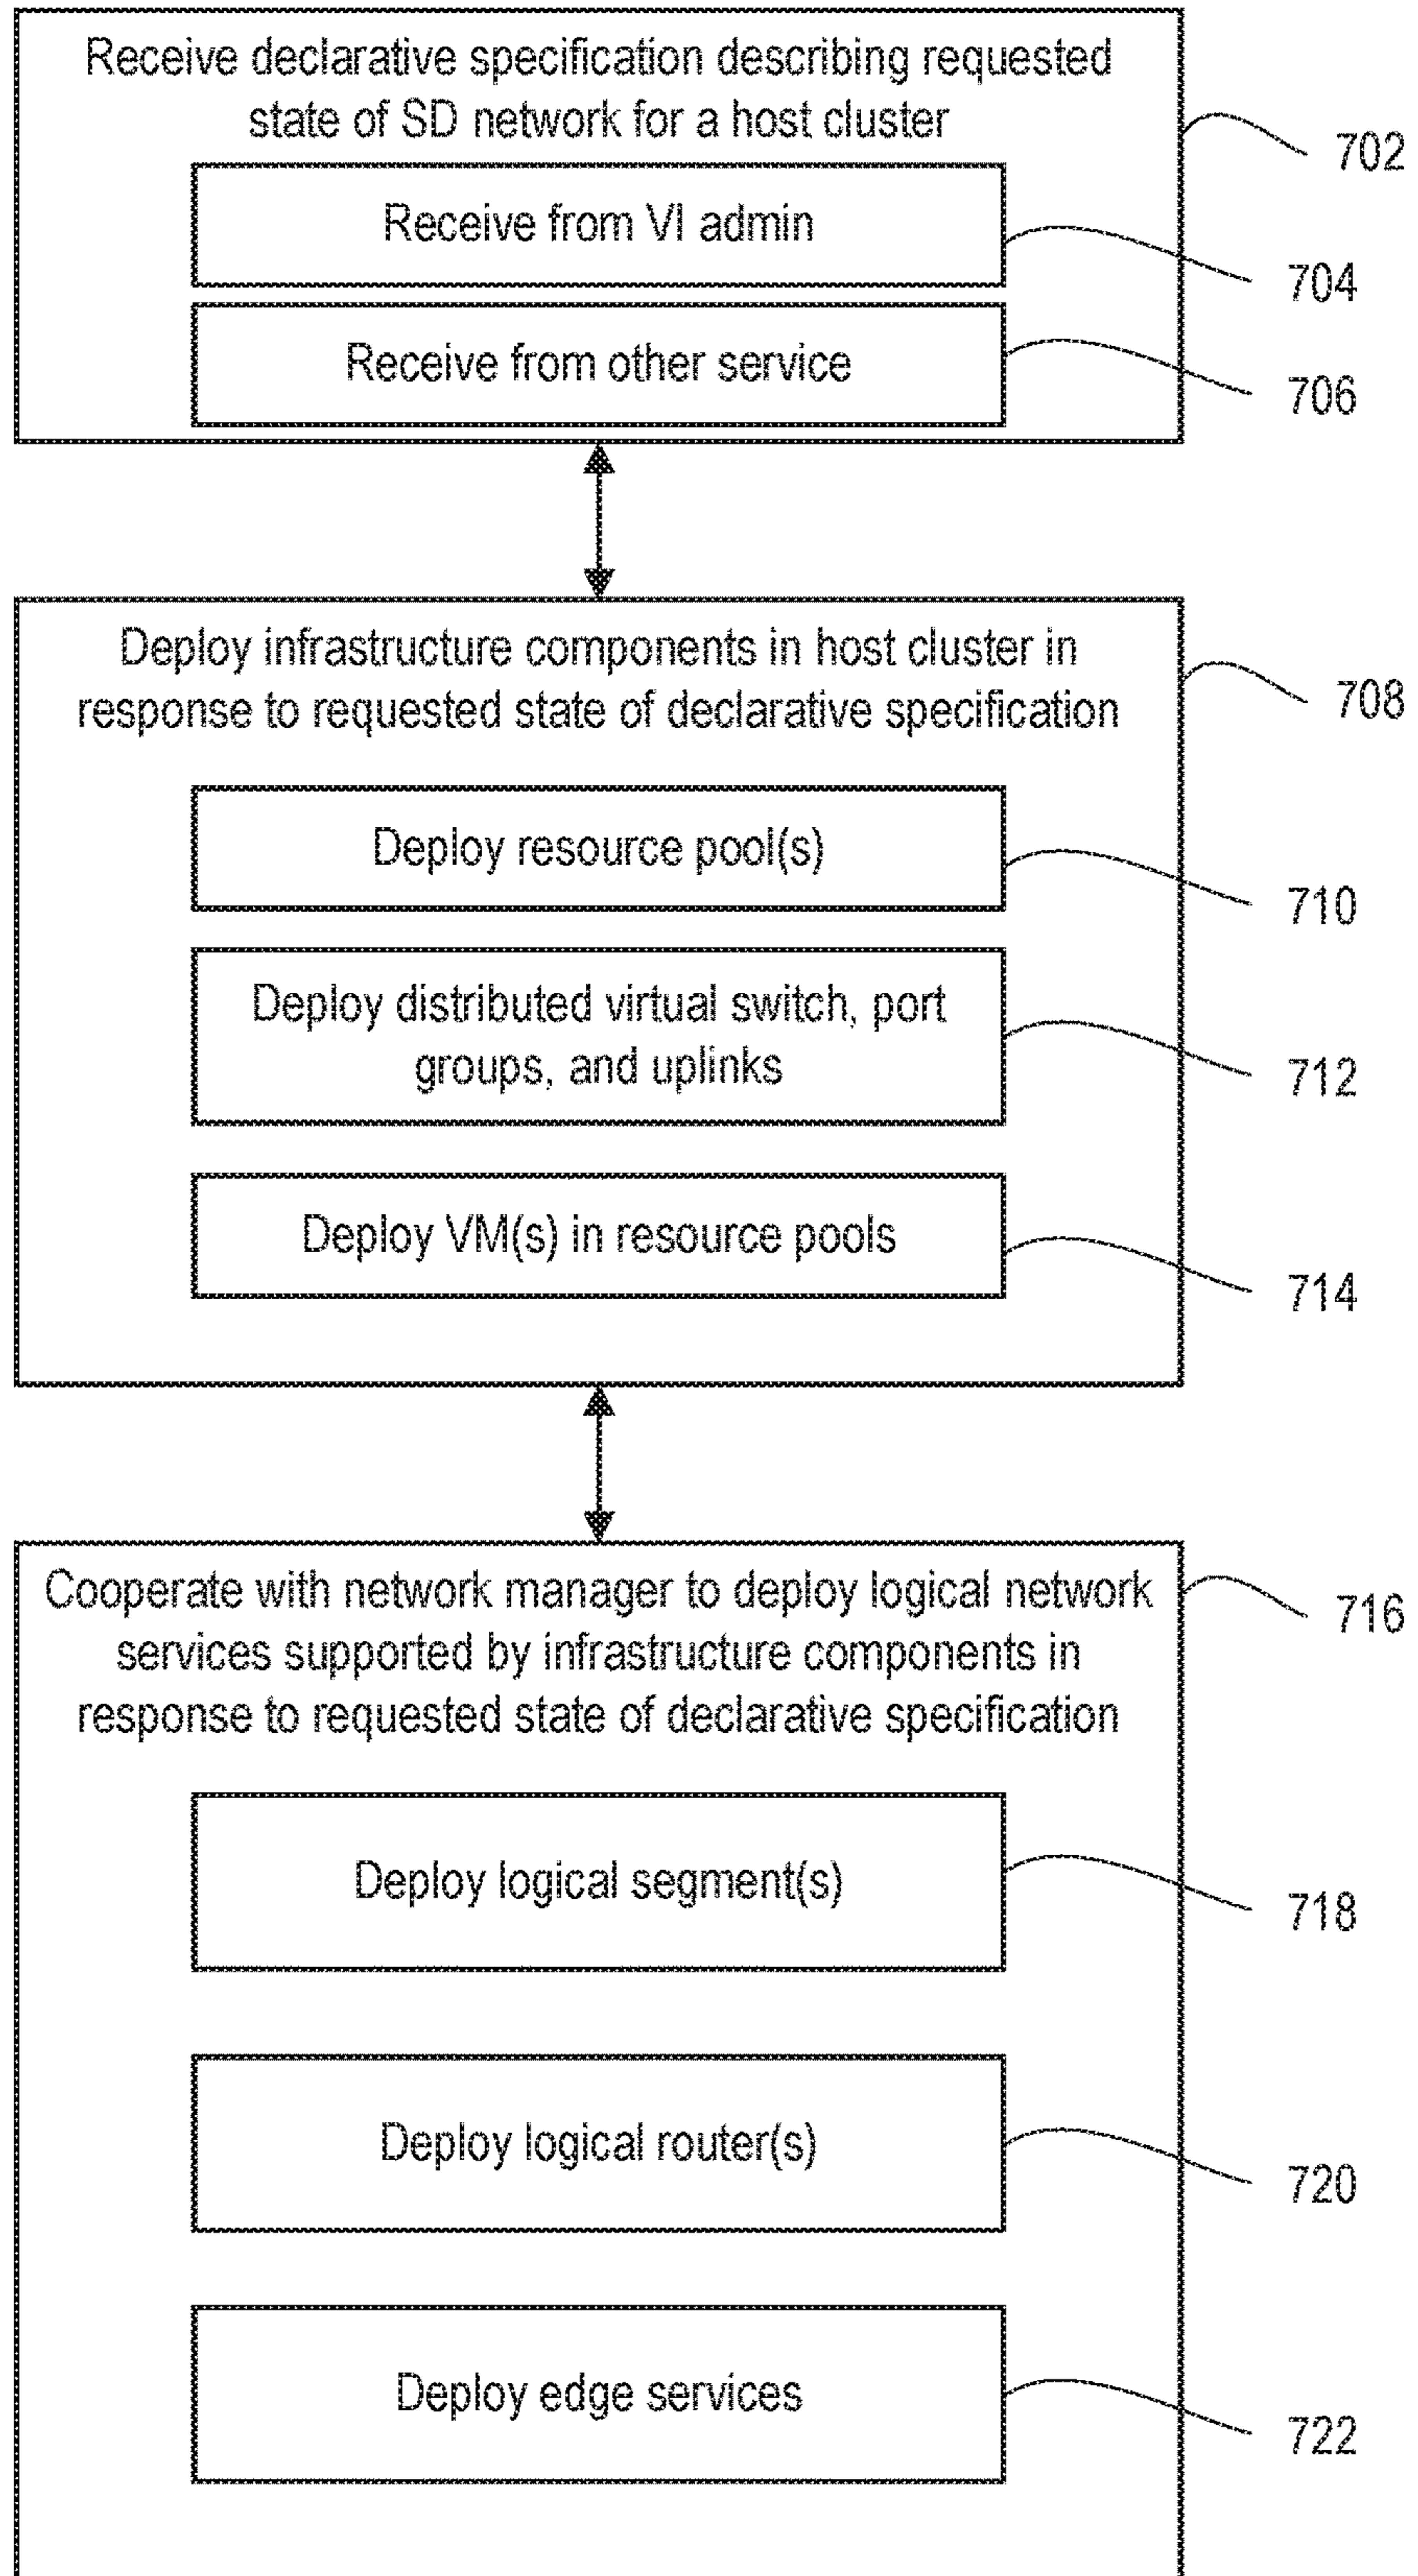 Receive declarative specification describing requested
state of SD network for a host cluster
702
Receive from VI admin
704
Receive from other service
706
Deploy infrastructure components in host cluster in
response to requested state of declarative specification
708
Deploy resource pool(s)
710
Deploy distributed virtual switch, port
groups, and uplinks
712
Deploy VM(s) in resource pools
714
Cooperate with network manager to deploy logical network
services supported by infrastructure components in
response to requested state of declarative specification
716
Deploy logical segment(s)
718
Deploy logical router(s)
720
Deploy edge services
722